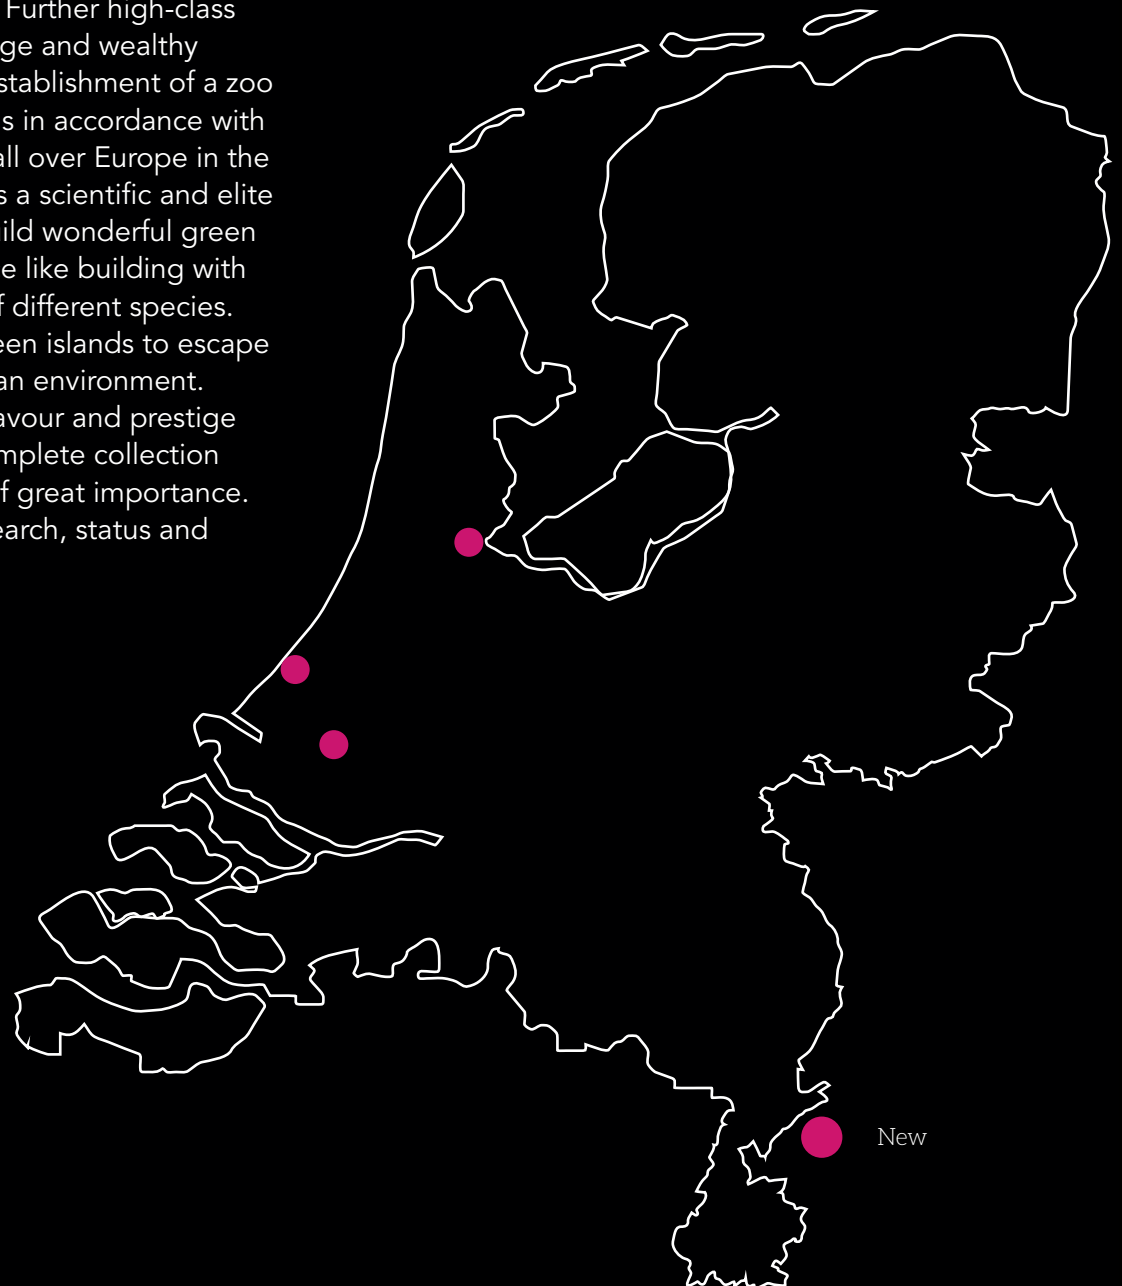 Further high-class
ge and wealthy
stablishment of a zoo
s in accordance with
all over Europe in the
s a scientific and elite
ild wonderful green
e like building with
f different species.
een islands to escape
an environment.
avour and prestige
mplete collection
f great importance.
earch, status and
New